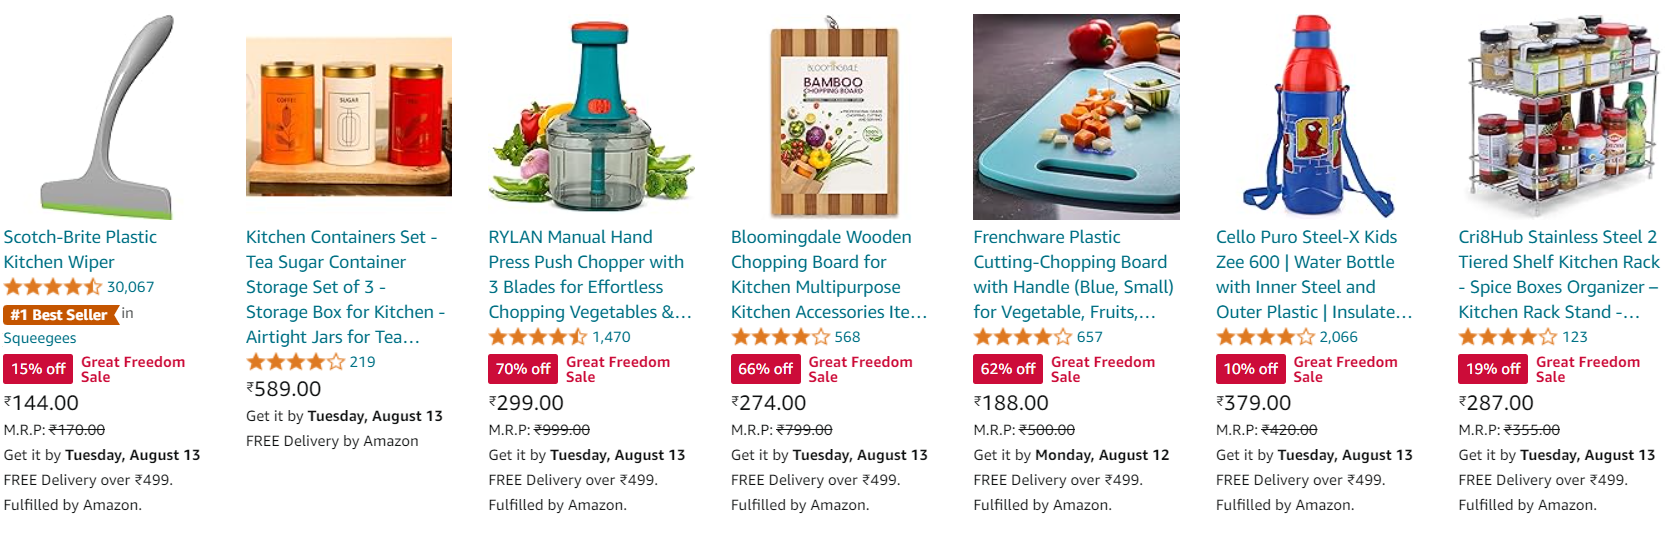 COFFEE
SUGAR
BLOOMINGDALE
BAMBOO
CHOPPING BOARD
Scotch-Brite Plastic
Kitchen Wiper
30,067
#1 Best Seller in
Squeegees
15% off Great Freedom
Sale
₹144.00
M.R.P: ₹170.00
Get it by Tuesday, August 13
FREE Delivery over ₹499.
Fulfilled by Amazon.
Kitchen Containers Set -
Tea Sugar Container
Storage Set of 3 -
Storage Box for Kitchen -
Airtight Jars for Tea…
219
₹589.00
Get it by Tuesday, August 13
FREE Delivery by Amazon
RYLAN Manual Hand
Press Push Chopper with
3 Blades for Effortless
Chopping Vegetables &…
1,470
70% off Great Freedom
Sale
₹299.00
M.R.P: ₹999.00
Get it by Tuesday, August 13
FREE Delivery over ₹499.
Fulfilled by Amazon.
Bloomingdale Wooden
Chopping Board for
Kitchen Multipurpose
Kitchen Accessories Ite…
568
66% off Great Freedom
Sale
₹274.00
M.R.P: ₹799.00
Get it by Tuesday, August 13
FREE Delivery over ₹499.
Fulfilled by Amazon.
Frenchware Plastic
Cutting-Chopping Board
with Handle (Blue, Small)
for Vegetable, Fruits,…
657
62% off Great Freedom
Sale
₹188.00
M.R.P: ₹500.00
Get it by Monday, August 12
FREE Delivery over ₹499.
Fulfilled by Amazon.
Cello Puro Steel-X Kids
Zee 600 | Water Bottle
with Inner Steel and
Outer Plastic | Insulate…
2,066
10% off Great Freedom
Sale
₹379.00
M.R.P: ₹420.00
Get it by Tuesday, August 13
FREE Delivery over ₹499.
Fulfilled by Amazon.
Cri8Hub Stainless Steel 2
Tiered Shelf Kitchen Rack
- Spice Boxes Organizer –
Kitchen Rack Stand -…
123
19% off Great Freedom
Sale
₹287.00
M.R.P: ₹355.00
Get it by Tuesday, August 13
FREE Delivery over ₹499.
Fulfilled by Amazon.